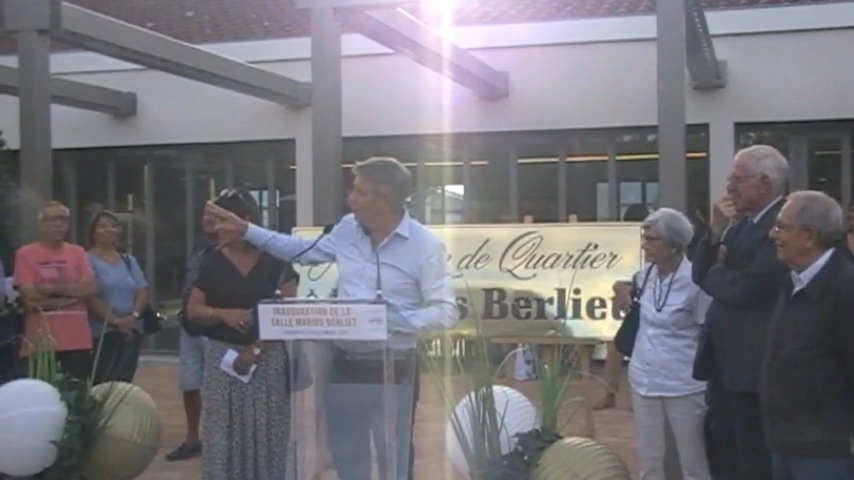 de Quartier
Berliet
INAUGURATION DE LA
SALLE MARIUS BERLIET